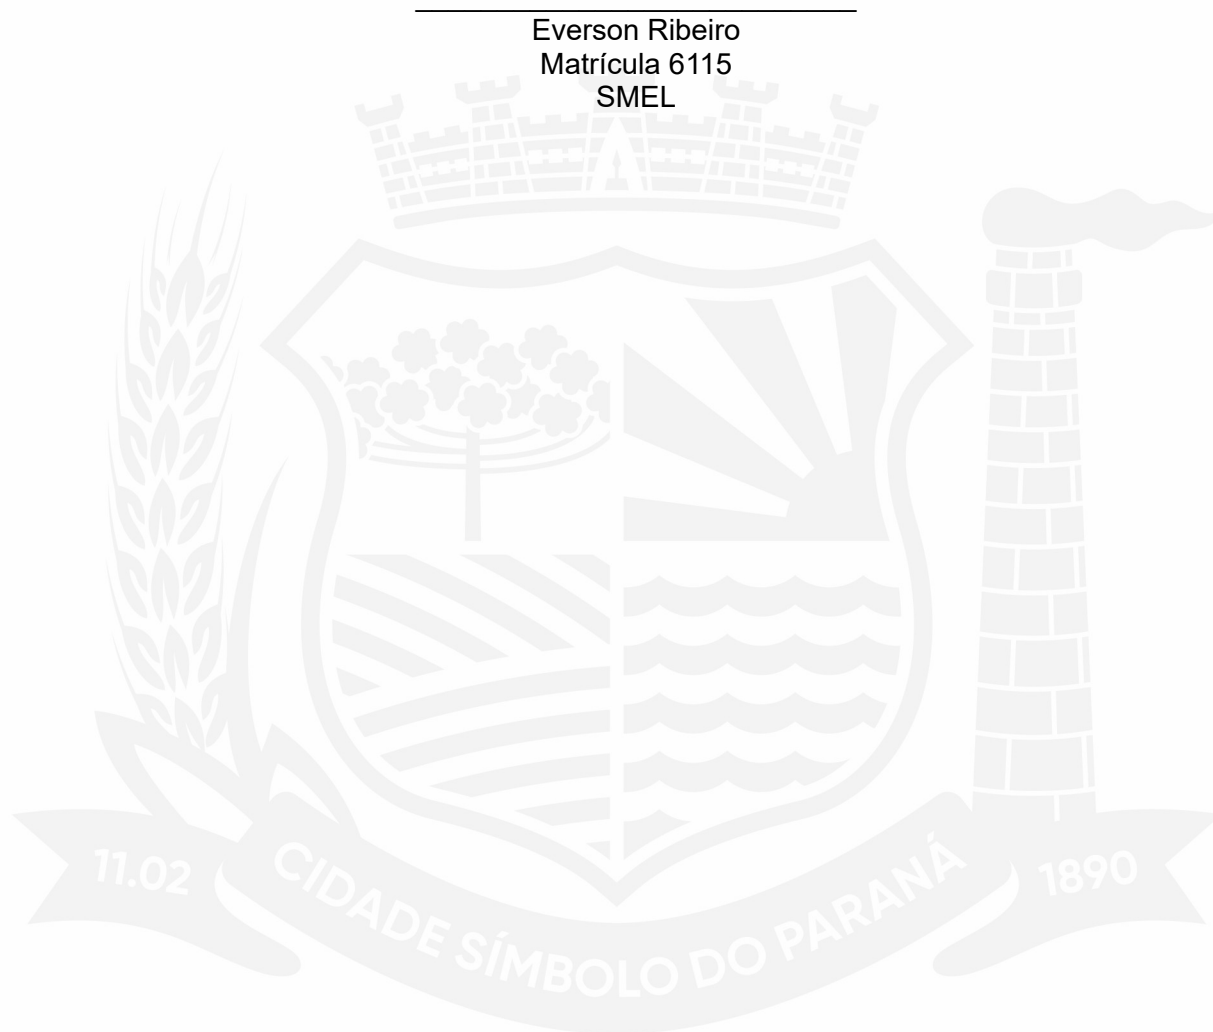 Everson Ribeiro
Matrícula 6115
SMEL
11.02
CIDADE SÍMBOLO DO PARANÁ
1890